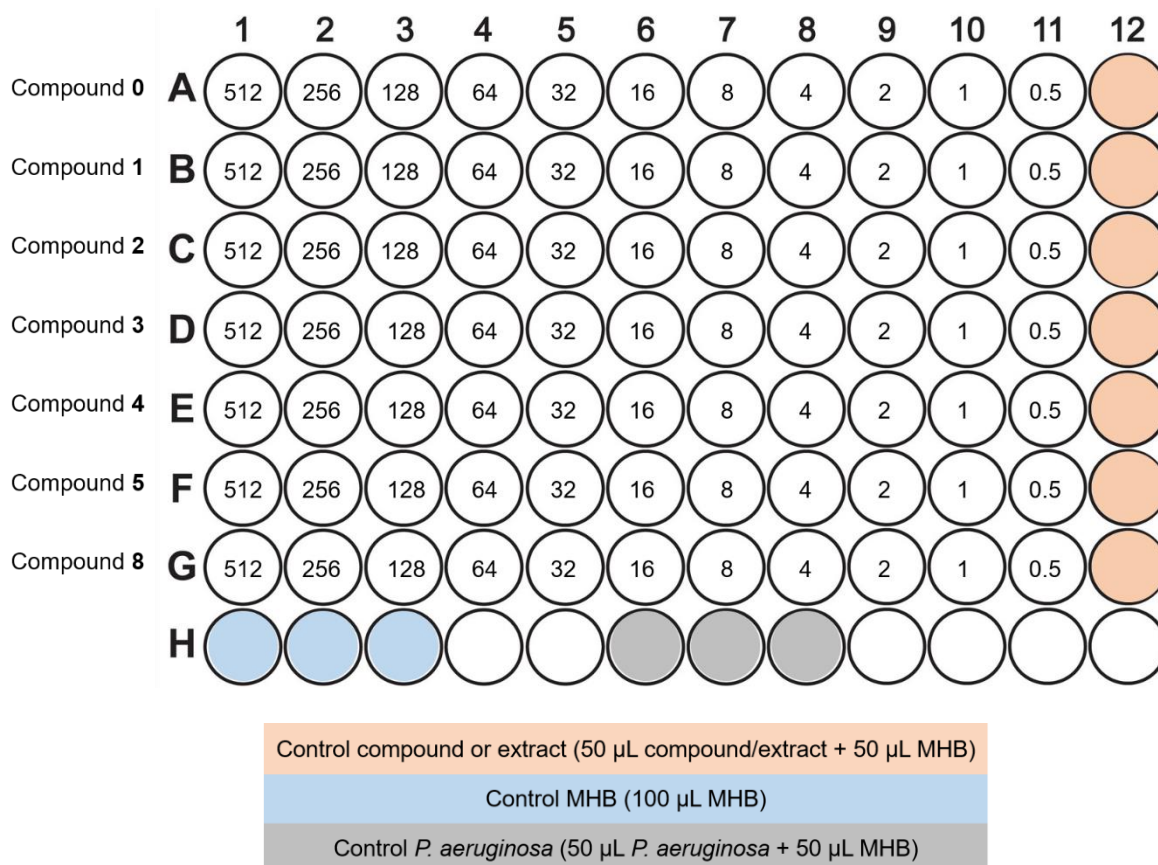 1 2 3 4 5 6 7 8 9 10 11 12
Compound 0 A 512 256 128 64 32 16 8 4 2 1 0.5
Compound 1 B 512 256 128 64 32 16 8 4 2 1 0.5
Compound 2 C 512 256 128 64 32 16 8 4 2 1 0.5
Compound 3 D 512 256 128 64 32 16 8 4 2 1 0.5
Compound 4 E 512 256 128 64 32 16 8 4 2 1 0.5
Compound 5 F 512 256 128 64 32 16 8 4 2 1 0.5
Compound 8 G 512 256 128 64 32 16 8 4 2 1 0.5
H
Control compound or extract (50 µL compound/extract + 50 µL MHB)
Control MHB (100 µL MHB)
Control P. aeruginosa (50 µL P. aeruginosa + 50 µL MHB)